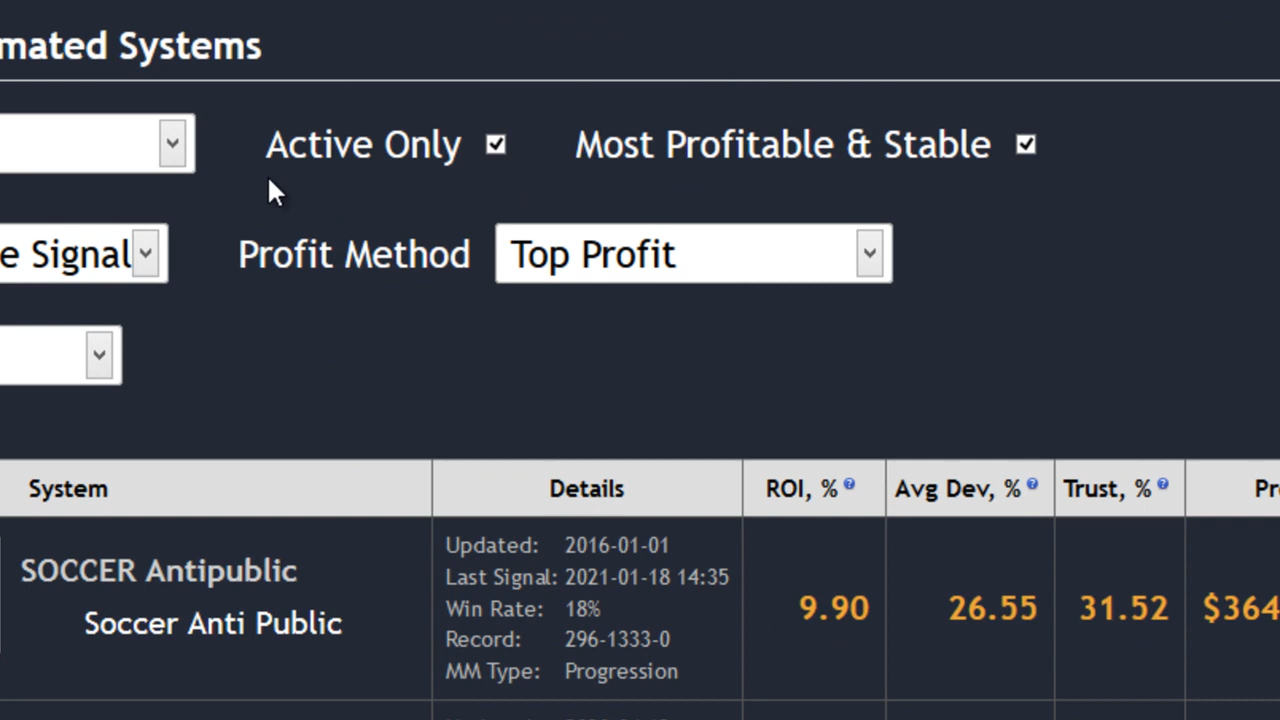 mated Systems
Active Only
Most Profitable & Stable
e Signal
Profit Method
Top Profit
System
Details
ROI, %
Avg Dev, %
Trust, %
Pr
SOCCER Antipublic
Soccer Anti Public
Updated: 2016-01-01
Last Signal: 2021-01-18 14:35
Win Rate: 18%
Record: 296-1333-0
MM Type: Progression
9.90
26.55
31.52
$364